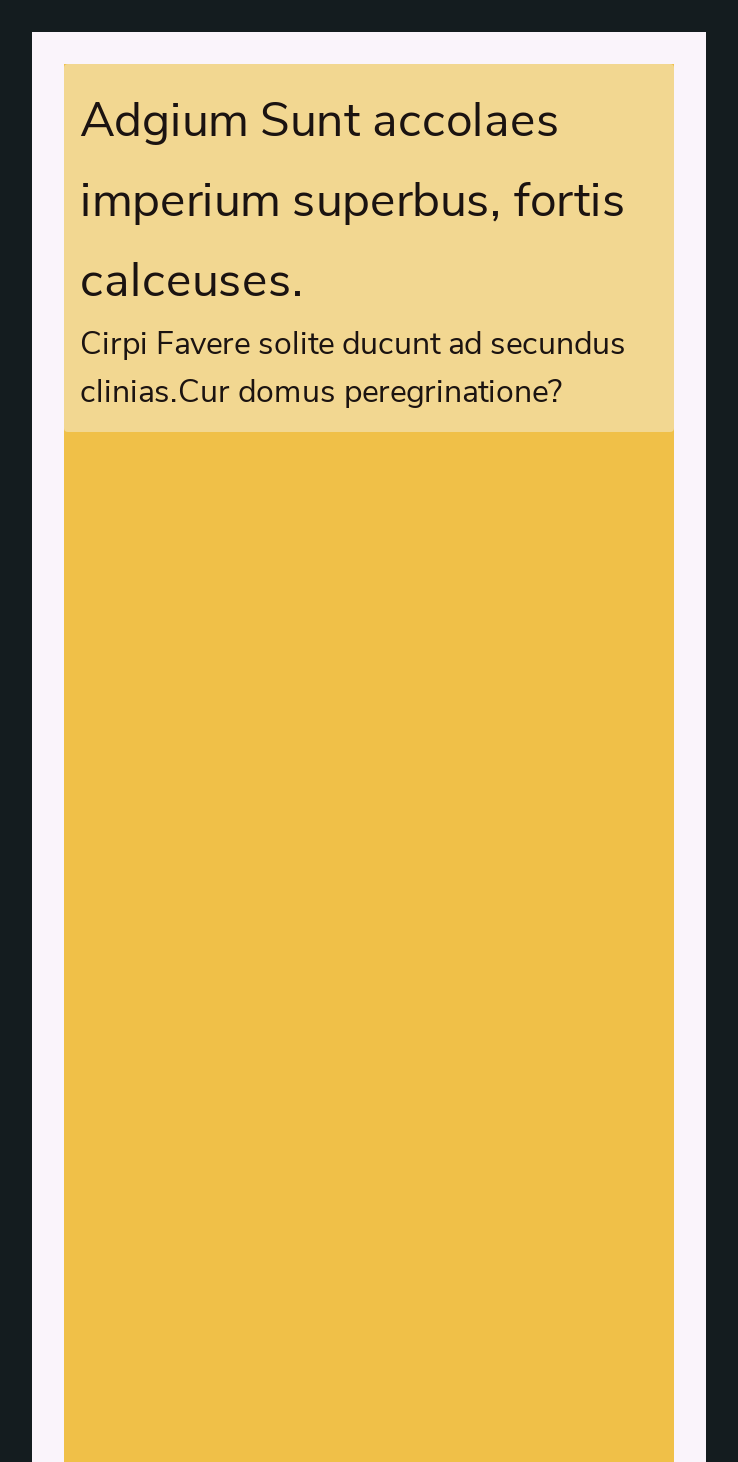 Adgium Sunt accolaes
imperium superbus, fortis
calceuses.
Cirpi Favere solite ducunt ad secundus
clinias.Cur domus peregrinatione?